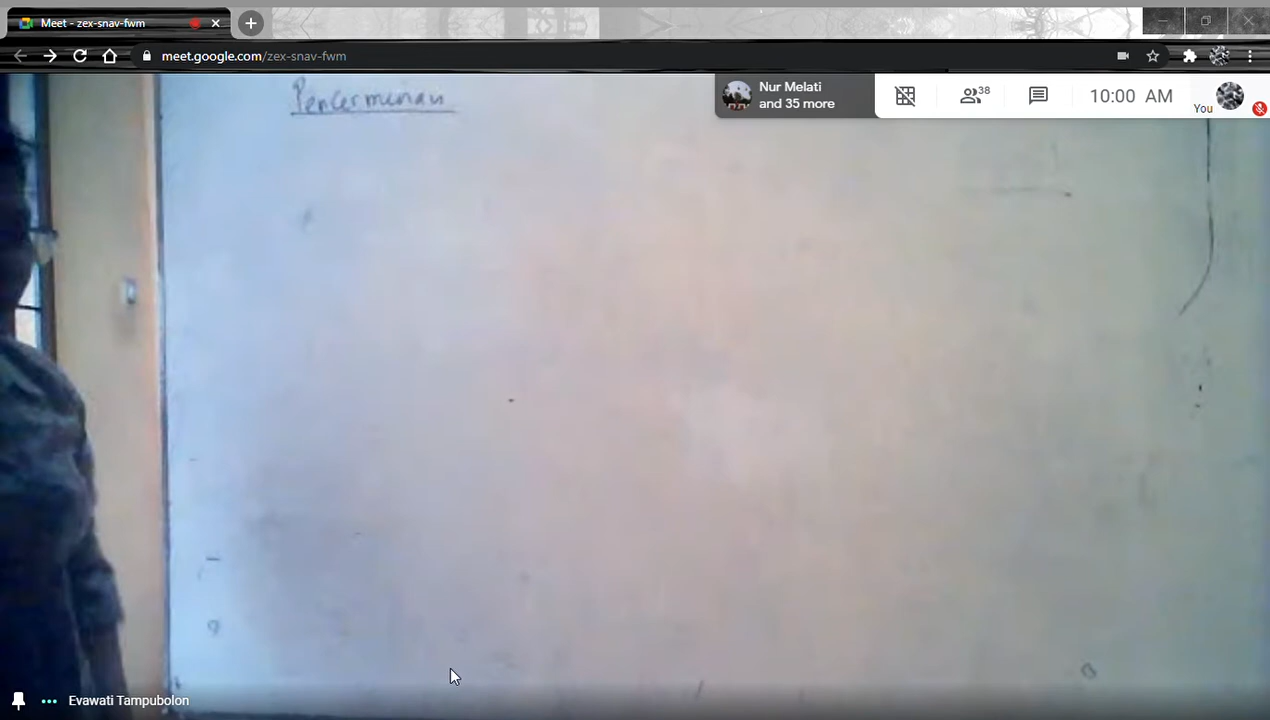 Meet - zex-snav-fwm
meet.google.com/zex-snav-fwm
Pencerminan
Nur Melati
and 35 more
38
10:00 AM
You
Evawati Tampubolon